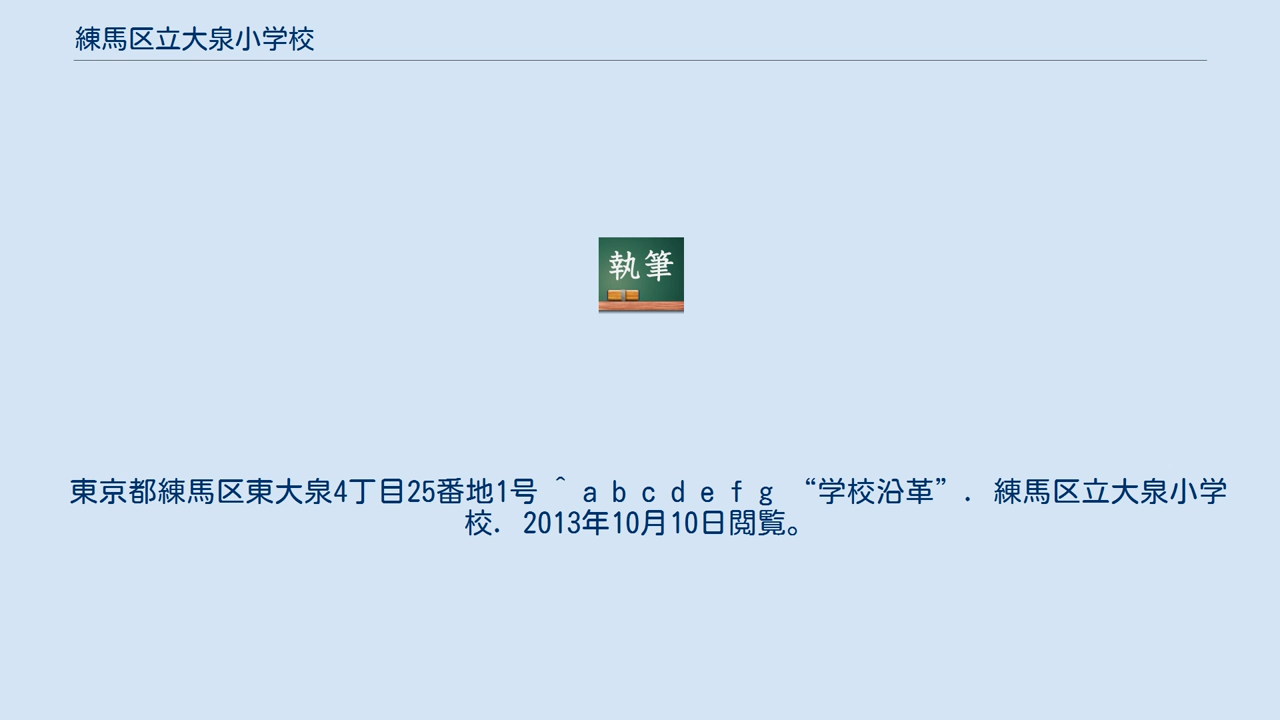 練馬区立大泉小学校
執筆
東京都練馬区東大泉4丁目25番地1号 ^ a b c d e f g “学校沿革”. 練馬区立大泉小学
校. 2013年10月10日閲覧。